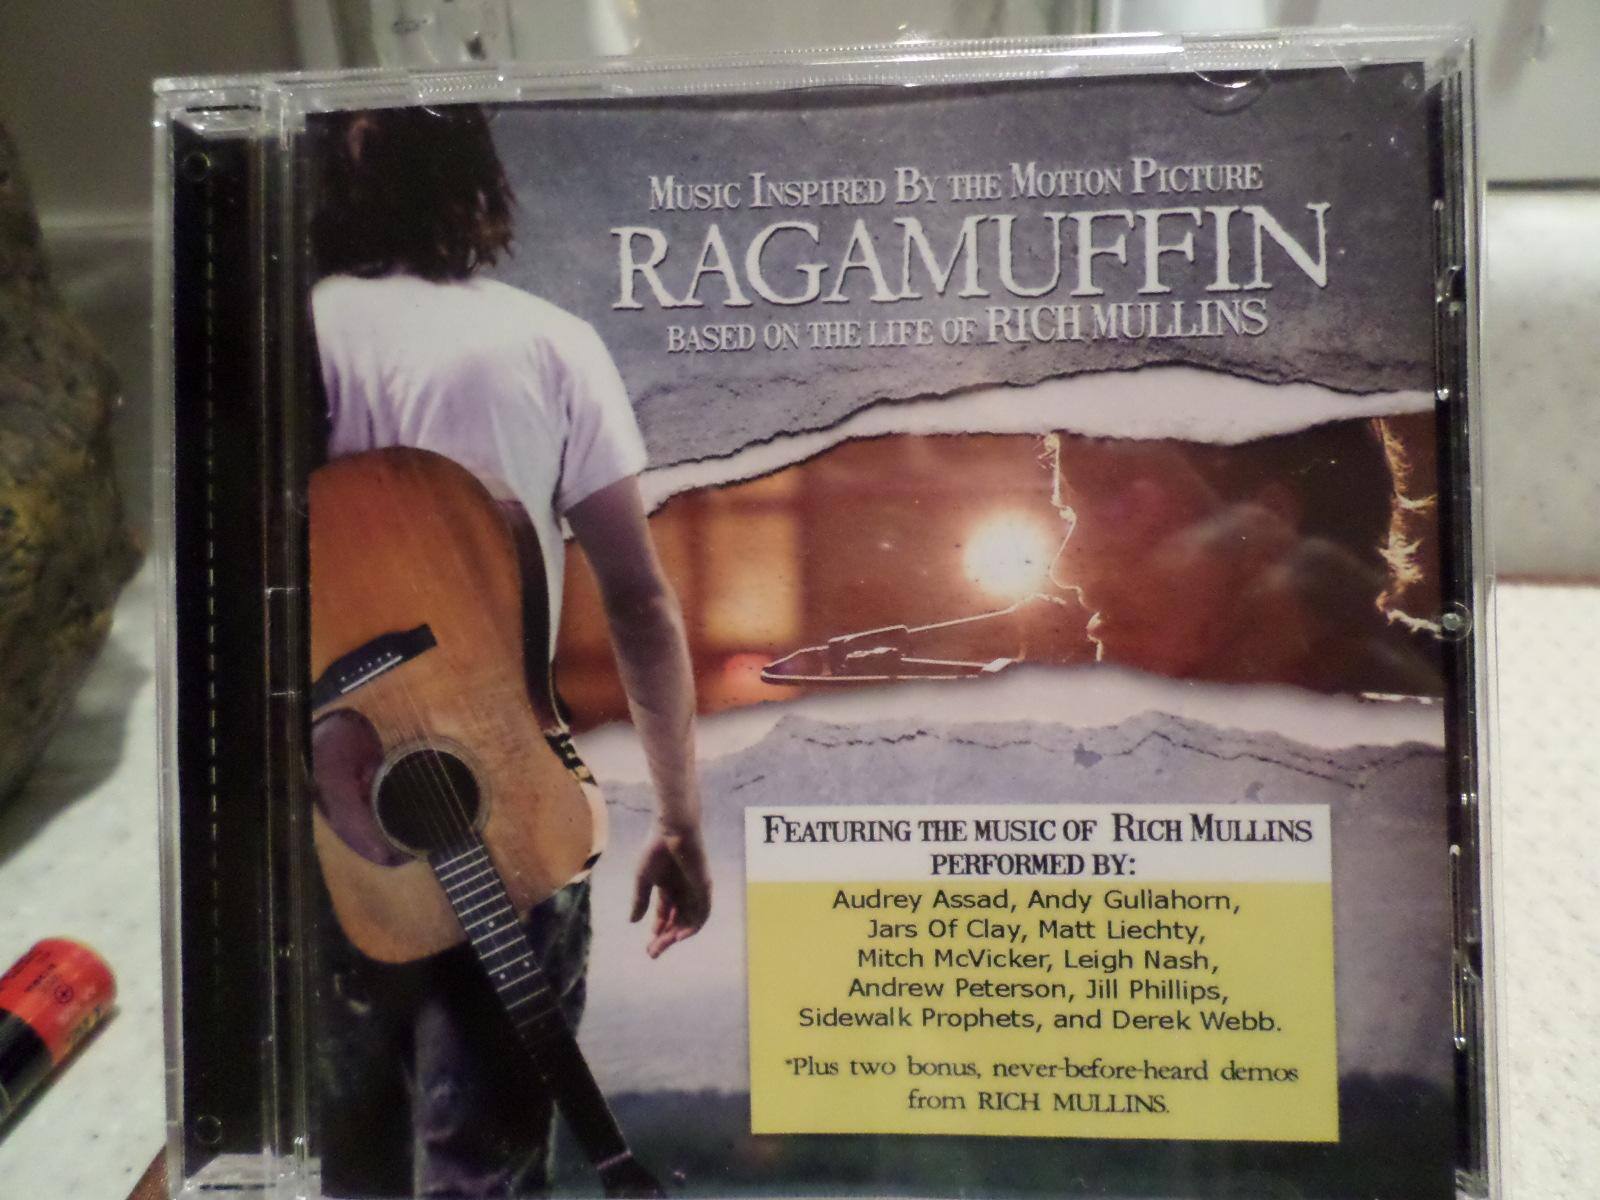 MUSIC INSPIRED BY THE MOTION PICTURE
RAGAMUFFIN
BASED ON THE LIFE OF RICH MULLINS
FEATURING THE MUSIC OF RICH MULLINS
PERFORMED BY:
Audrey Assad, Andy Gullahorn,
Jars Of Clay, Matt Liechty,
Mitch McVicker, Leigh Nash,
Andrew Peterson, Jill Phillips,
Sidewalk Prophets, and Derek Webb.
*Plus two bonus, never-before-heard demos
from RICH MULLINS.